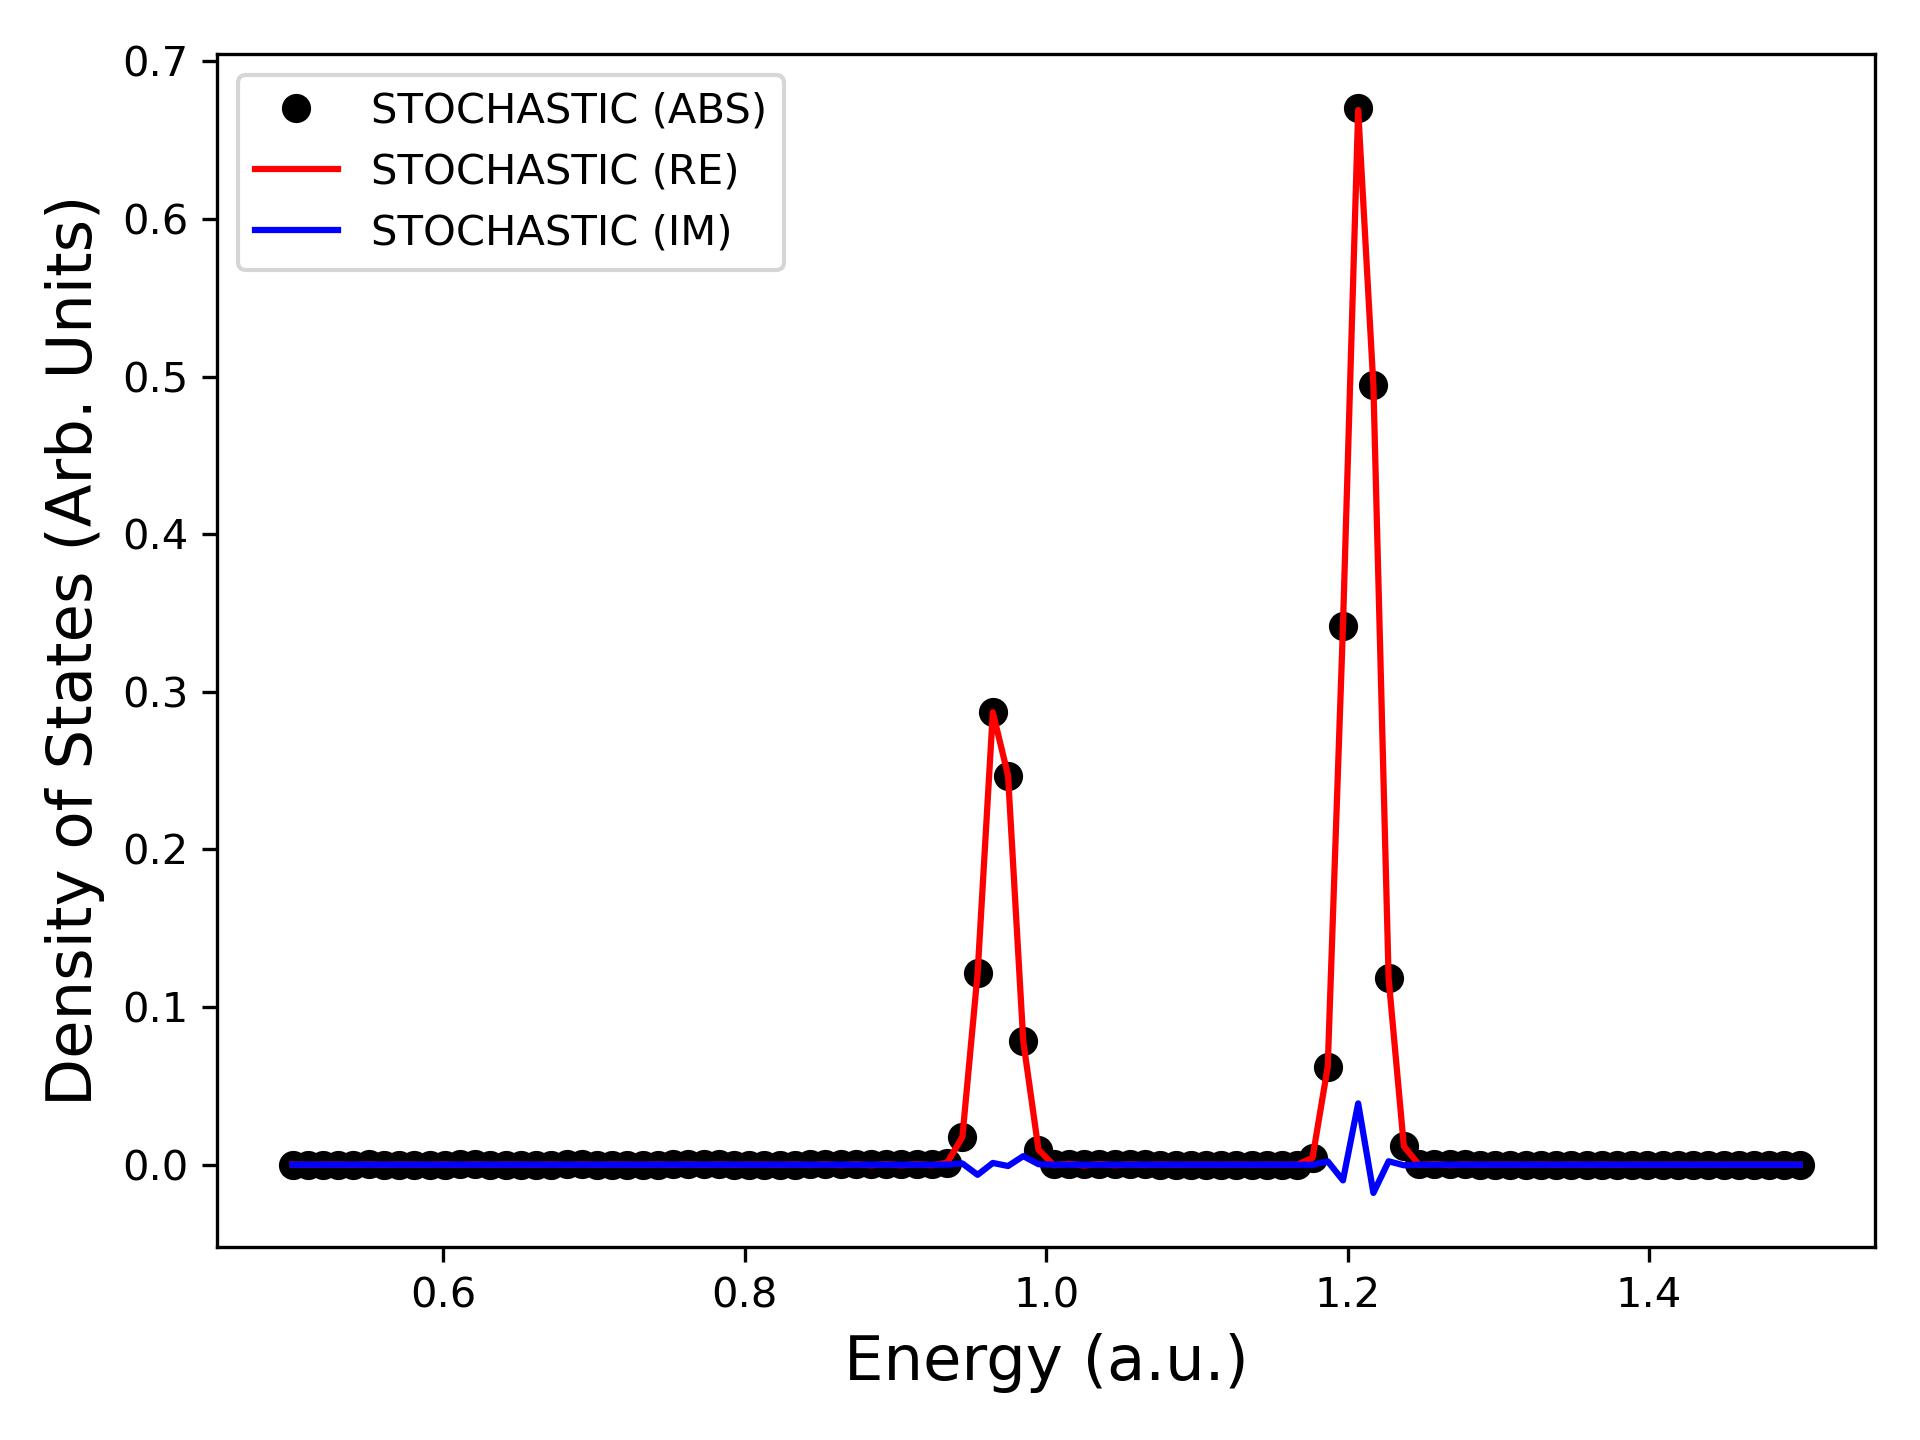 0.7
0.6
0.5
0.4
0.3
0.2
0.1
0.0
Density of States (Arb. Units)
STOCHASTIC (ABS)
STOCHASTIC (RE)
STOCHASTIC (IM)
0.6 0.8 1.0 1.2 1.4
Energy (a.u.)